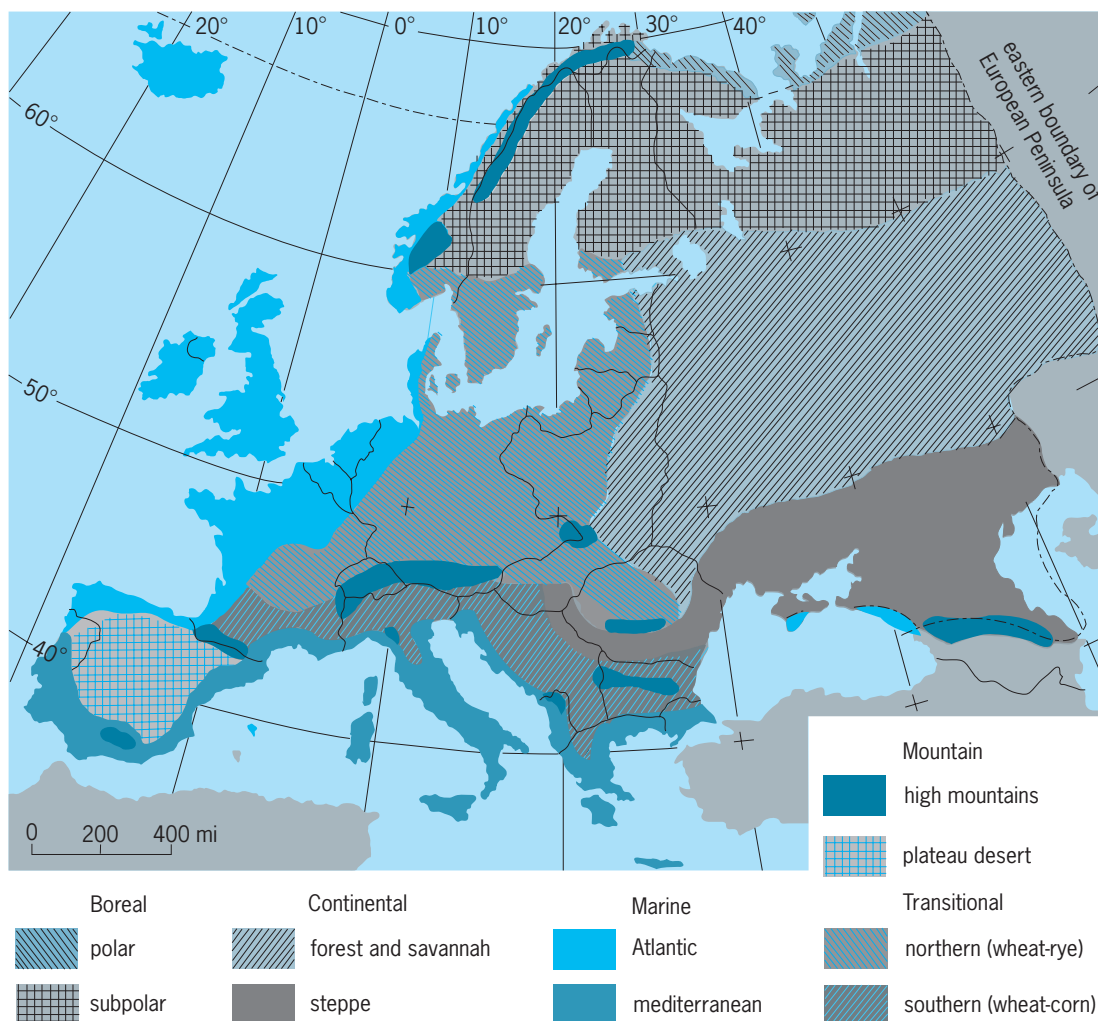 20°
10°
0°
10°
20°
30°
40°
eastern boundary of
European Peninsula
60°
50°
40°
0 200 400 mi
Mountain
high mountains
plateau desert
Boreal
polar
subpolar
Continental
forest and savannah
steppe
Marine
Atlantic
mediterranean
Transitional
northern (wheat-rye)
southern (wheat-corn)